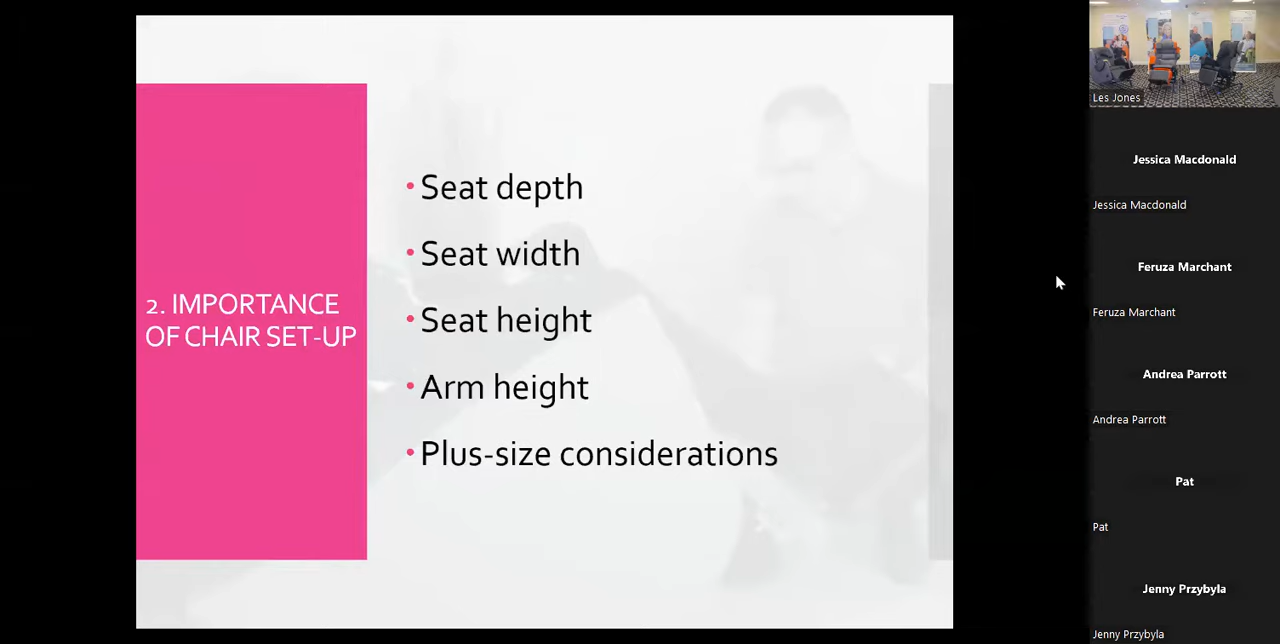 2. IMPORTANCE
OF CHAIR SET-UP
• Seat depth
• Seat width
• Seat height
• Arm height
• Plus-size considerations
Les Jones
Jessica Macdonald
Jessica Macdonald
Feruza Marchant
Feruza Marchant
Andrea Parrott
Andrea Parrott
Pat
Pat
Jenny Przybyla
Jenny Przybyla